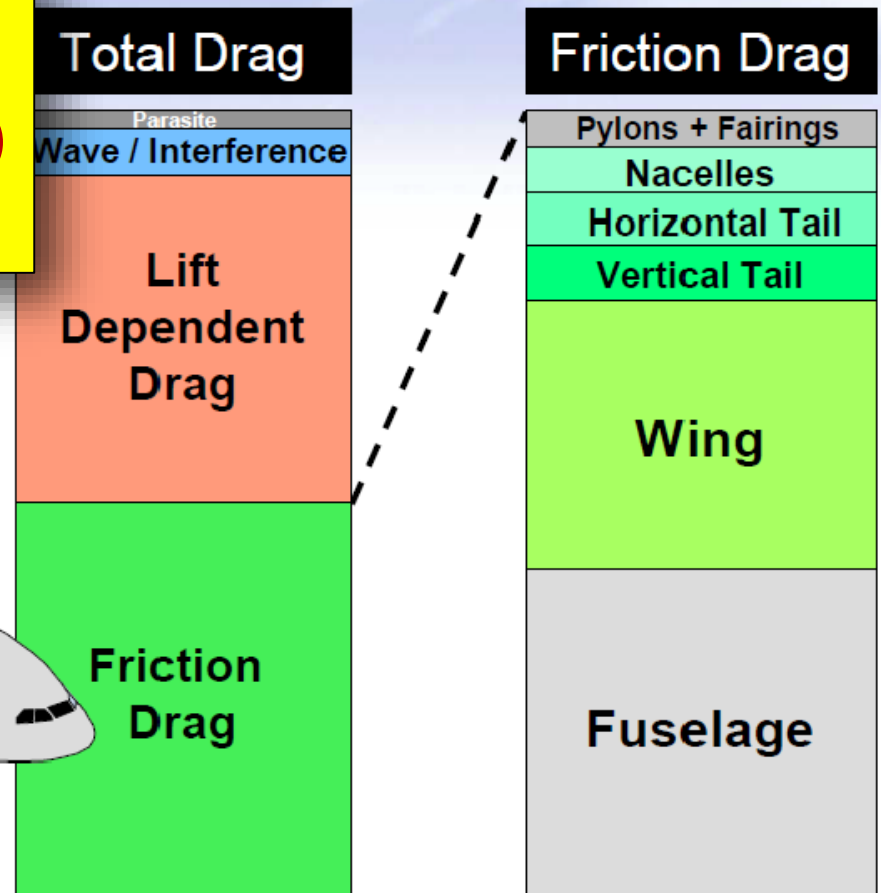 Total Drag
Parasite
Wave / Interference
Lift
Dependent
Drag
Friction
Drag
Friction Drag
Pylons + Fairings
Nacelles
Horizontal Tail
Vertical Tail
Wing
Fuselage